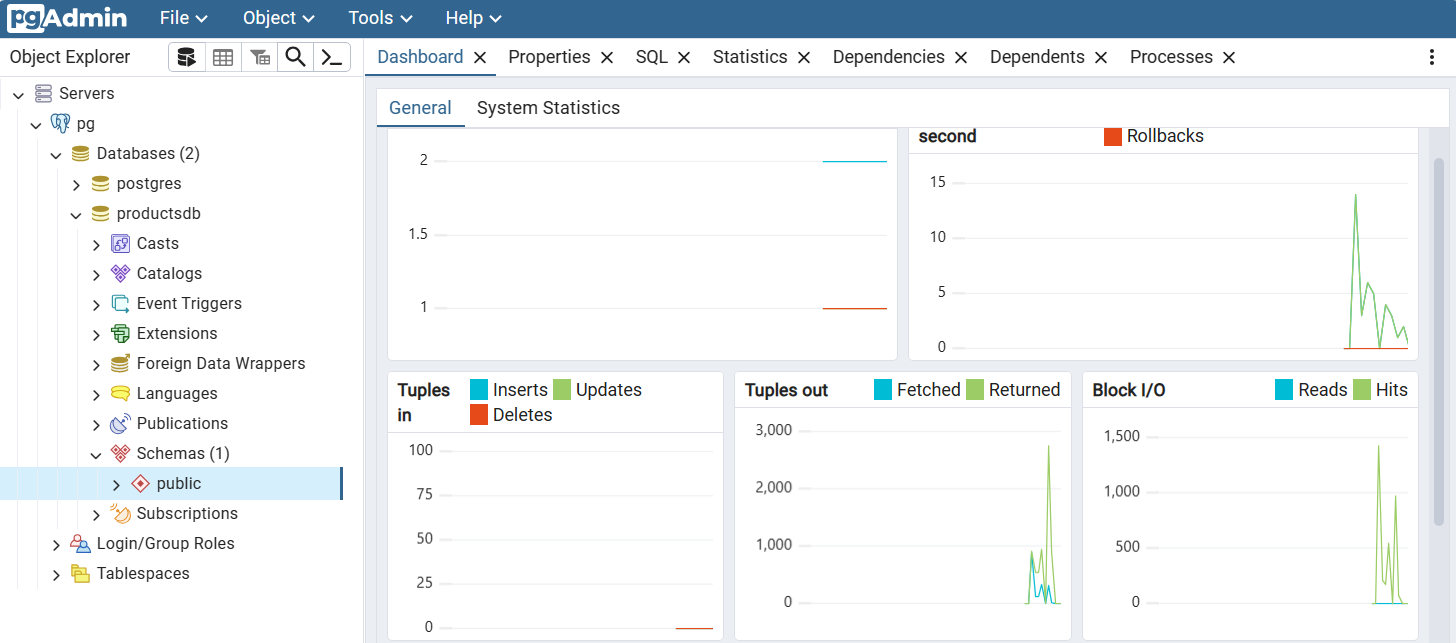 pgAdmin File Object Tools Help
Object Explorer
Dashboard Properties SQL Statistics Dependencies Dependents Processes
Servers
pg
Databases (2)
postgres
productsdb
Casts
Catalogs
Event Triggers
Extensions
Foreign Data Wrappers
Languages
Publications
Schemas (1)
public
Subscriptions
Login/Group Roles
Tablespaces
General System Statistics
2
1.5
1
second Rollbacks
15
10
5
0
Tuples in
Inserts Updates
Deletes
100
75
50
25
0
Tuples out Fetched Returned
3,000
2,000
1,000
0
Block I/O Reads Hits
1,500
1,000
500
0